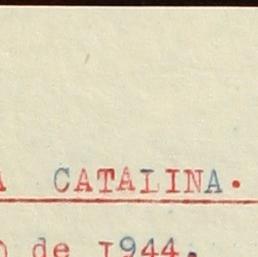 A CATALINA.
o de 1944.